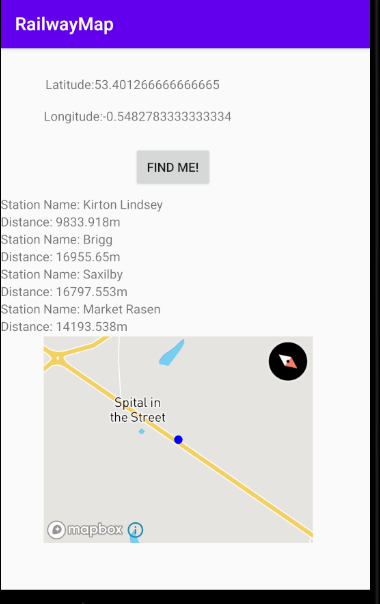 RailwayMap
Latitude:53.401266666666665
Longitude:-0.5482783333333334
FIND ME!
Station Name: Kirton Lindsey
Distance: 9833.918m
Station Name: Brigg
Distance: 16955.65m
Station Name: Saxilby
Distance: 16797.553m
Station Name: Market Rasen
Distance: 14193.538m
Spital in
the Street
mapbox